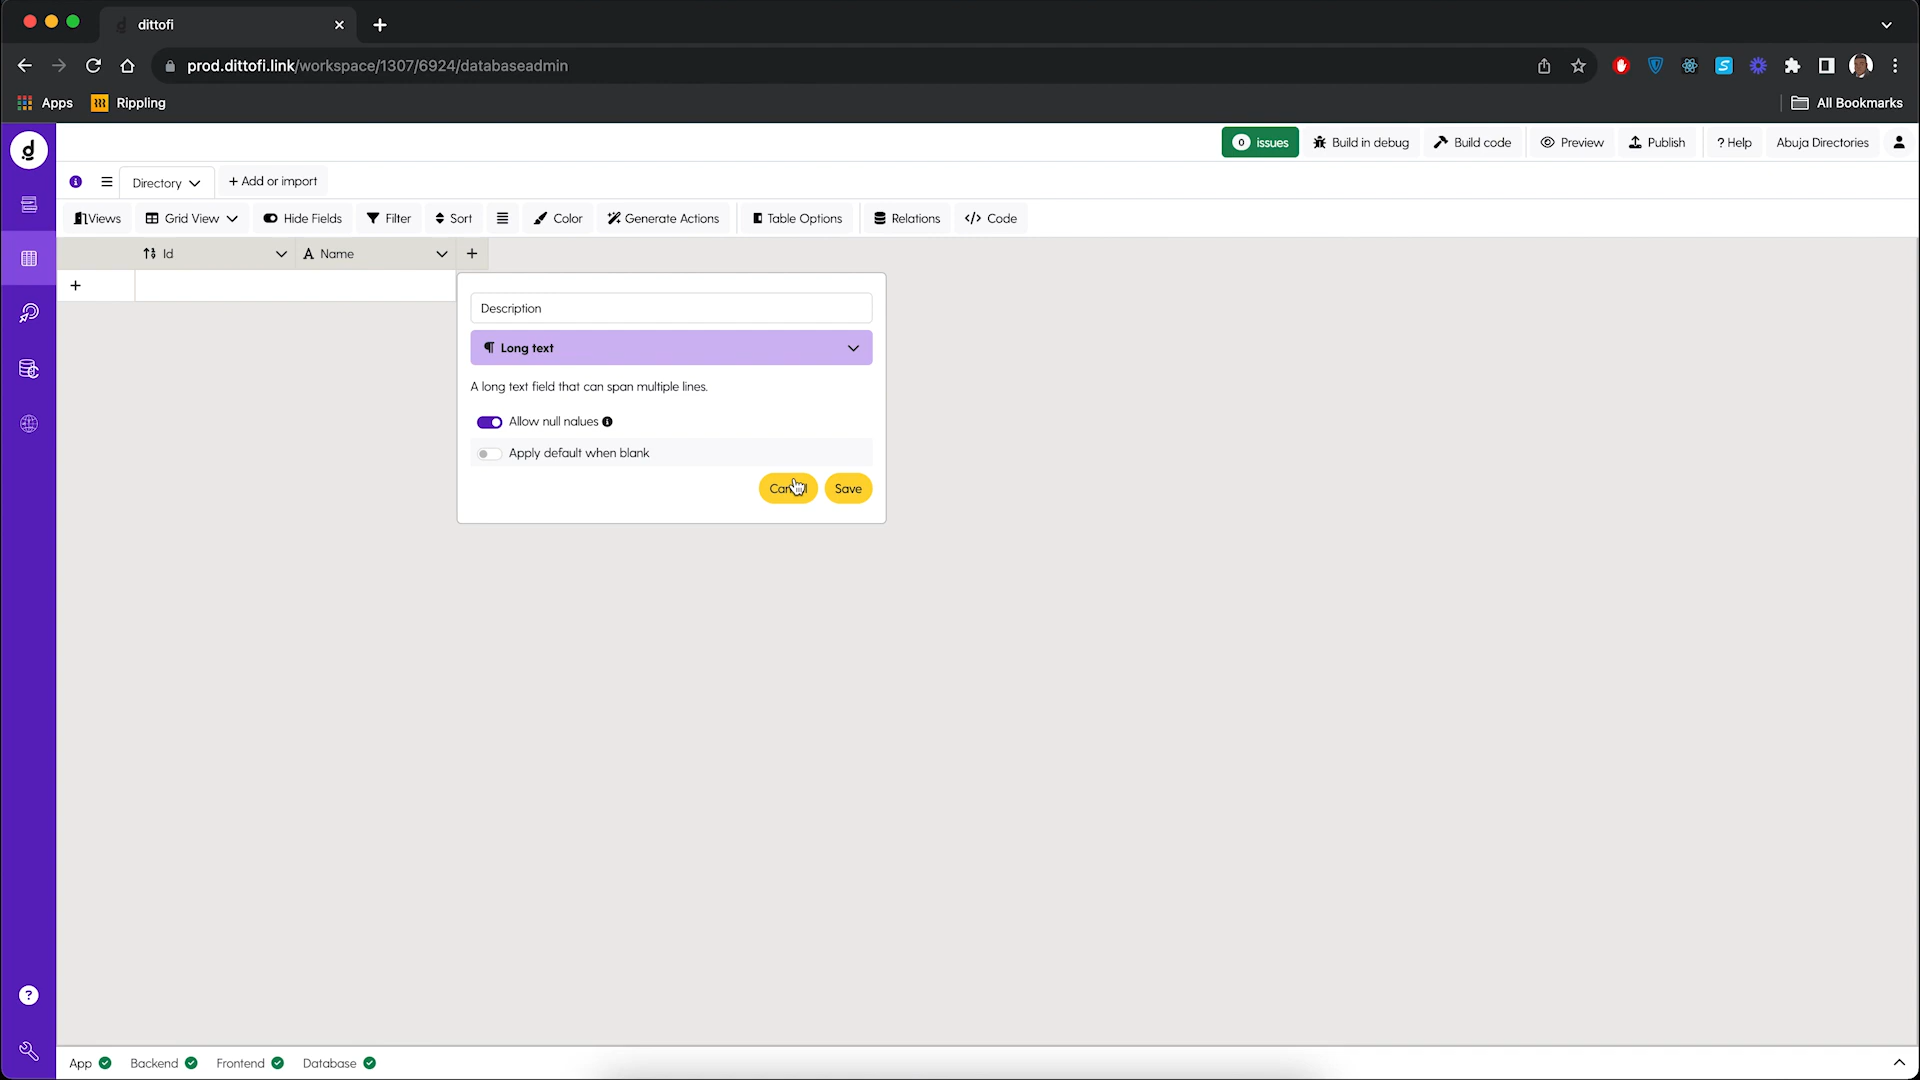 dittofi
prod.dittofi.link/workspace/1307/6924/databaseadmin
Apps Rippling All Bookmarks
0 issues Build in debug Build code Preview Publish ? Help Abuja Directories
Directory + Add or import
Views Grid View Hide Fields Filter Sort Color Generate Actions Table Options Relations </> Code
Id A Name +
+
Description
¶ Long text
A long text field that can span multiple lines.
Allow null nalues
Apply default when blank
Save
?
App Backend Frontend Database